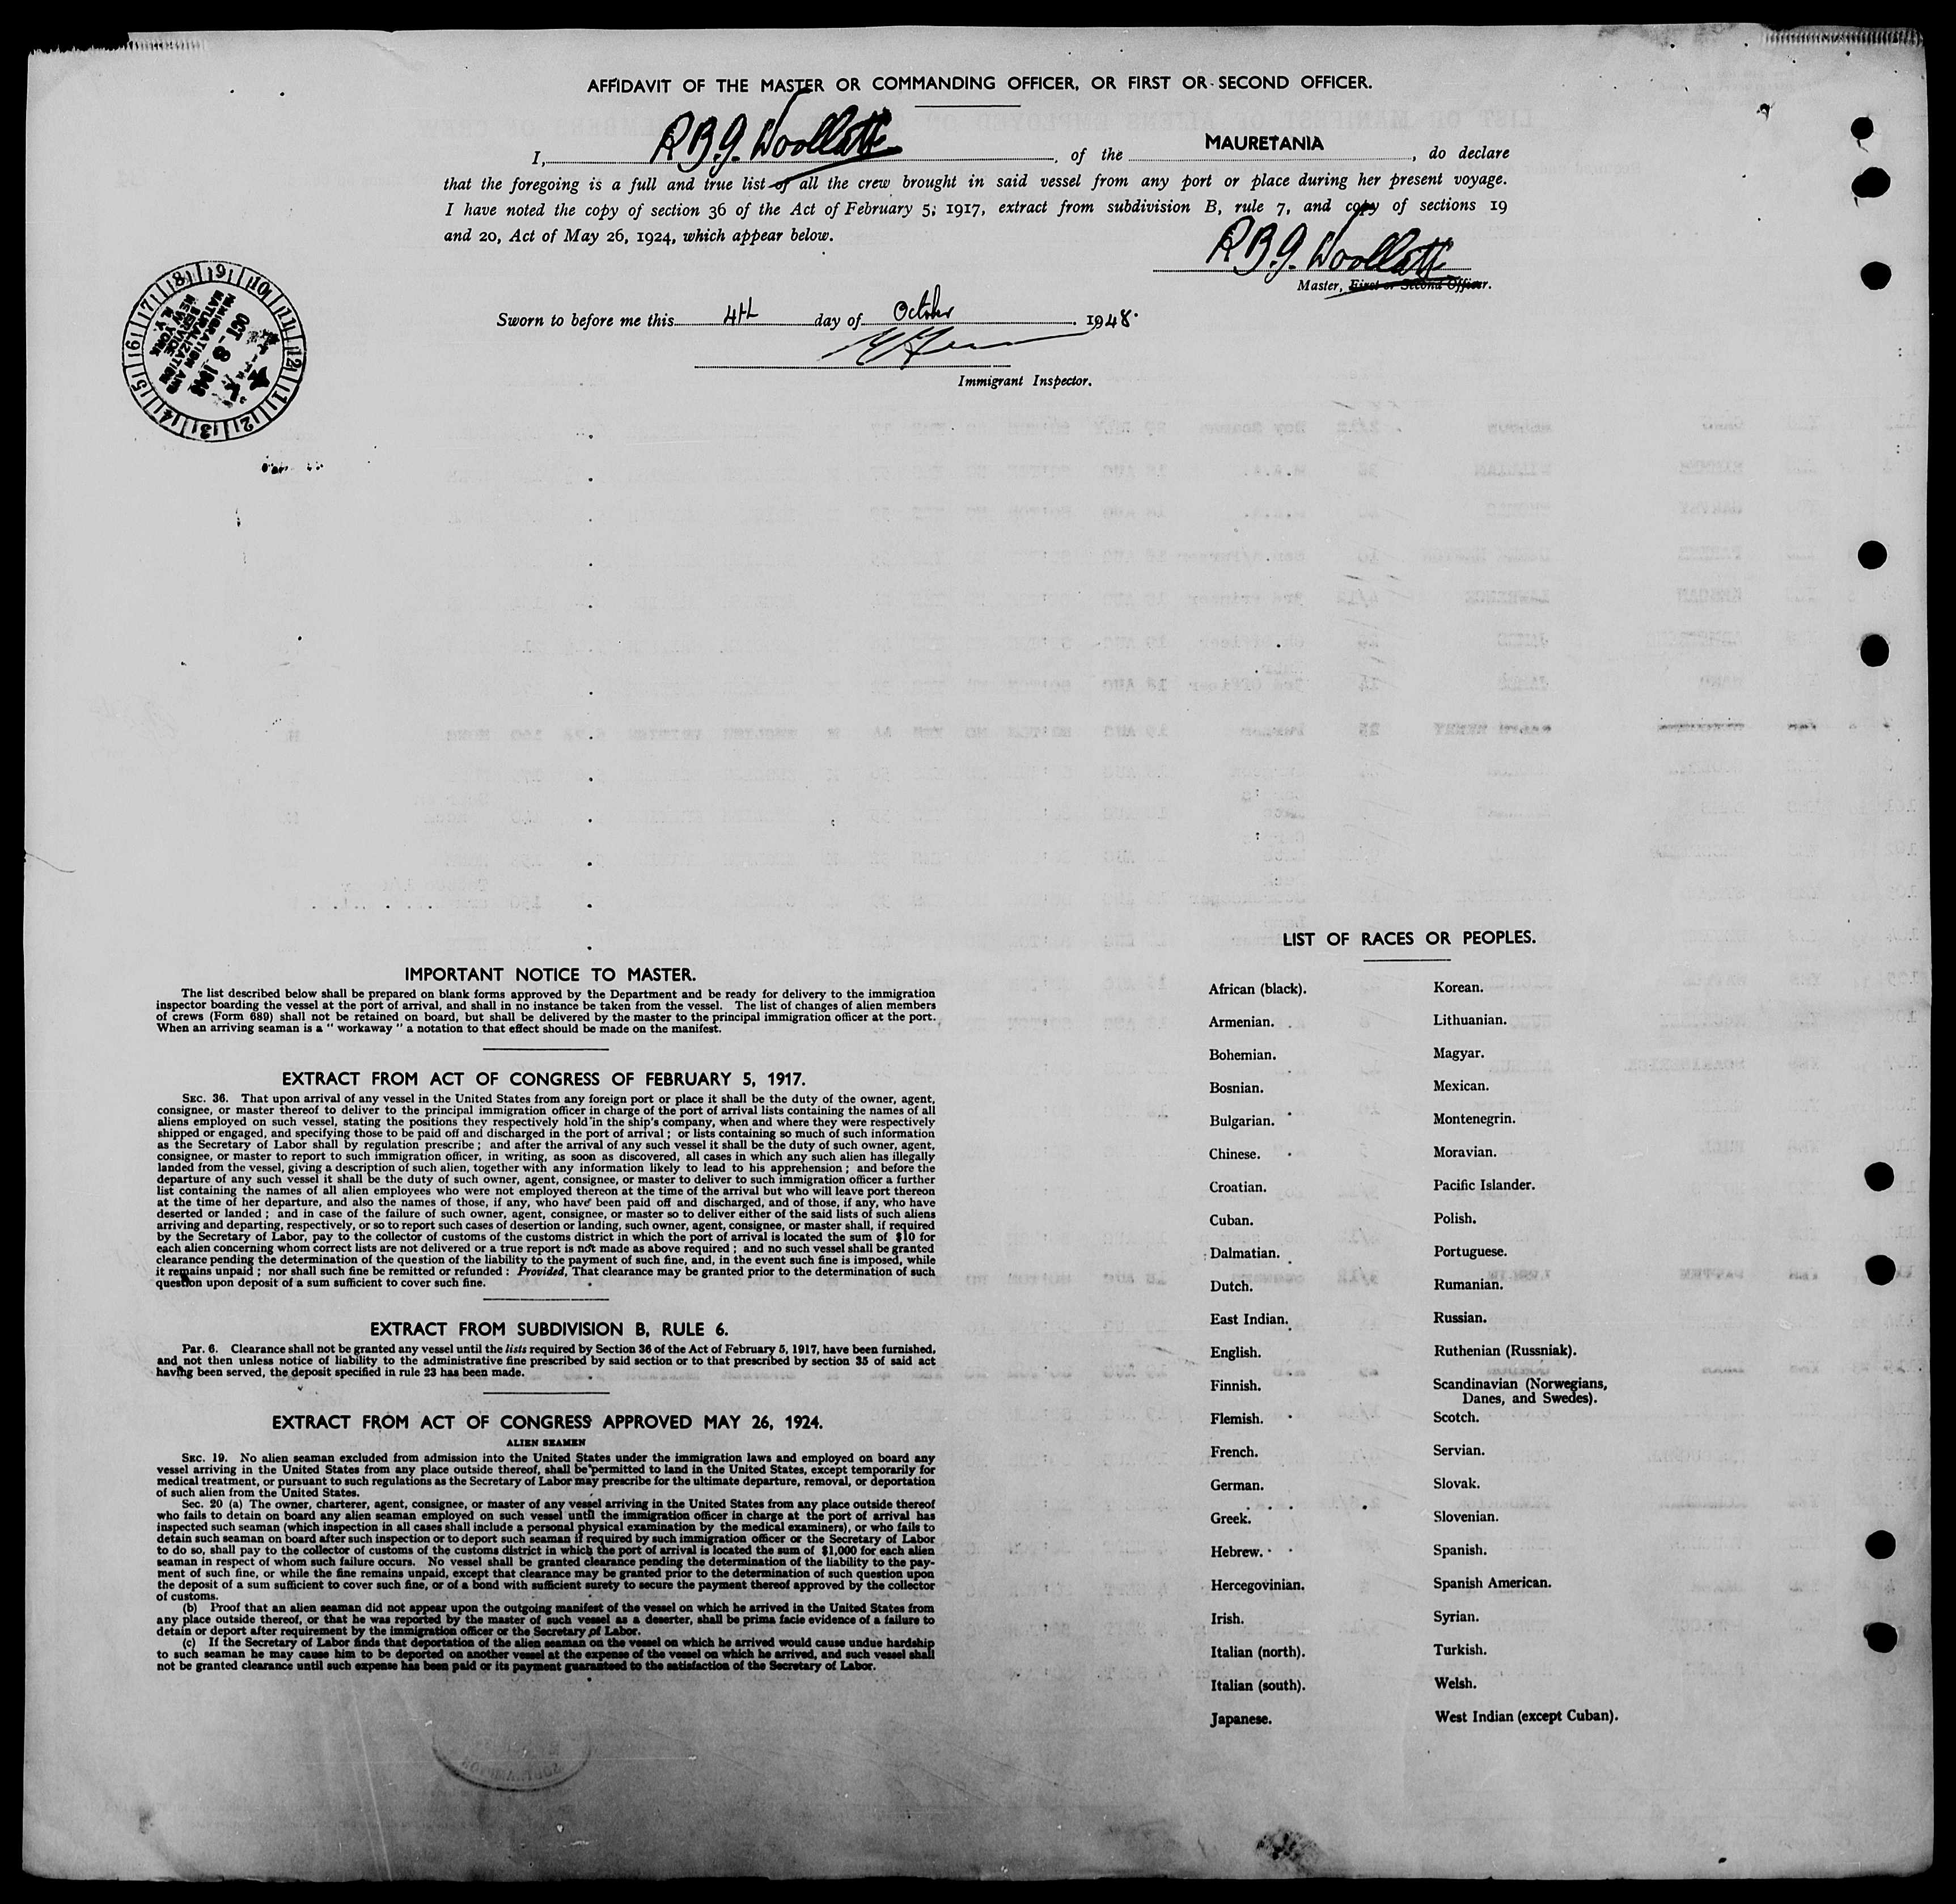 AFFIDAVIT OF THE MASTER OR COMMANDING OFFICER, OR FIRST OR SECOND OFFICER.
I, R B G. Woollatt, of the MAURETANIA, do declare
that the foregoing is a full and true list of all the crew brought in said vessel from any port or place during her present voyage.
I have noted the copy of section 36 of the Act of February 5, 1917, extract from subdivision B, rule 7, and copy of sections 19
and 20, Act of May 26, 1924, which appear below.
R B G. Woollatt
Master, First or Second Officer.
Sworn to before me this 4th day of October. 1948.
Immigrant Inspector.
IMMIGRATION AND
NATURALIZATION
SERVICE
NEW YORK
N. Y.
OCT 8 1948
8 9 10 11 12 1 2 3 4 5 6 7
IMPORTANT NOTICE TO MASTER.
The list described below shall be prepared on blank forms approved by the Department and be ready for delivery to the immigration
inspector boarding the vessel at the port of arrival, and shall in no instance be taken from the vessel. The list of changes of alien members
of crews (Form 689) shall not be retained on board, but shall be delivered by the master to the principal immigration officer at the port.
When an arriving seaman is a " workaway " a notation to that effect should be made on the manifest.
EXTRACT FROM ACT OF CONGRESS OF FEBRUARY 5, 1917.
SEC. 36. That upon arrival of any vessel in the United States from any foreign port or place it shall be the duty of the owner, agent,
consignee, or master thereof to deliver to the principal immigration officer in charge of the port of arrival lists containing the names of all
aliens employed on such vessel, stating the positions they respectively hold in the ship's company, when and where they were respectively
shipped or engaged, and specifying those to be paid off and discharged in the port of arrival ; or lists containing so much of such information
as the Secretary of Labor shall by regulation prescribe ; and after the arrival of any such vessel it shall be the duty of such owner, agent,
consignee, or master to report to such immigration officer, in writing, as soon as discovered, all cases in which any such alien has illegally
landed from the vessel, giving a description of such alien, together with any information likely to lead to his apprehension ; and before the
departure of any such vessel it shall be the duty of such owner, agent, consignee, or master to deliver to such immigration officer a further
list containing the names of all alien employees who were not employed thereon at the time of the arrival but who will leave port thereon
at the time of her departure, and also the names of those, if any, who have been paid off and discharged, and of those, if any, who have
deserted or landed ; and in case of the failure of such owner, agent, consignee, or master so to deliver either of the said lists of such aliens
arriving and departing, respectively, or so to report such cases of desertion or landing, such owner, agent, consignee, or master shall, if required
by the Secretary of Labor, pay to the collector of customs of the customs district in which the port of arrival is located the sum of $10 for
each alien concerning whom correct lists are not delivered or a true report is not made as above required ; and no such vessel shall be granted
clearance pending the determination of the question of the liability to the payment of such fine, and, in the event such fine is imposed, while
it remains unpaid ; nor shall such fine be remitted or refunded : Provided, That clearance may be granted prior to the determination of such
question upon deposit of a sum sufficient to cover such fine.
EXTRACT FROM SUBDIVISION B, RULE 6.
Par. 6. Clearance shall not be granted any vessel until the lists required by Section 36 of the Act of February 5, 1917, have been furnished,
and not then unless notice of liability to the administrative fine prescribed by said section or to that prescribed by section 35 of said act
having been served, the deposit specified in rule 23 has been made.
EXTRACT FROM ACT OF CONGRESS APPROVED MAY 26, 1924.
ALIEN SEAMEN
SEC. 19. No alien seaman excluded from admission into the United States under the immigration laws and employed on board any
vessel arriving in the United States from any place outside thereof, shall be permitted to land in the United States, except temporarily for
medical treatment, or pursuant to such regulations as the Secretary of Labor may prescribe for the ultimate departure, removal, or deportation
of such alien from the United States.
Sec. 20 (a) The owner, charterer, agent, consignee, or master of any vessel arriving in the United States from any place outside thereof
who fails to detain on board any alien seaman employed on such vessel until the immigration officer in charge at the port of arrival has
inspected such seaman (which inspection in all cases shall include a personal physical examination by the medical examiners), or who fails to
detain such seaman on board after such inspection or to deport such seaman if required by such immigration officer or the Secretary of Labor
to do so, shall pay to the collector of customs of the customs district in which the port of arrival is located the sum of $1,000 for each alien
seaman in respect of whom such failure occurs. No vessel shall be granted clearance pending the determination of the liability to the pay-
ment of such fine, or while the fine remains unpaid, except that clearance may be granted prior to the determination of such question upon
the deposit of a sum sufficient to cover such fine, or of a bond with sufficient surety to secure the payment thereof approved by the collector
of customs.
(b) Proof that an alien seaman did not appear upon the outgoing manifest of the vessel on which he arrived in the United States from
any place outside thereof, or that he was reported by the master of such vessel as a deserter, shall be prima facie evidence of a failure to
detain or deport after requirement by the immigration officer or the Secretary of Labor.
(c) If the Secretary of Labor finds that deportation of the alien seaman on the vessel on which he arrived would cause undue hardship
to such seaman he may cause him to be deported on another vessel at the expense of the vessel on which he arrived, and such vessel shall
not be granted clearance until such expense has been paid or its payment guaranteed to the satisfaction of the Secretary of Labor.
LIST OF RACES OR PEOPLES.
African (black).
Armenian.
Bohemian.
Bosnian.
Bulgarian.
Chinese.
Croatian.
Cuban.
Dalmatian.
Dutch.
East Indian.
English.
Finnish.
Flemish.
French.
German.
Greek.
Hebrew.
Hercegovinian.
Irish.
Italian (north).
Italian (south).
Japanese.
Korean.
Lithuanian.
Magyar.
Mexican.
Montenegrin.
Moravian.
Pacific Islander.
Polish.
Portuguese.
Rumanian.
Russian.
Ruthenian (Russniak).
Scandinavian (Norwegians,
Danes, and Swedes).
Scotch.
Servian.
Slovak.
Slovenian.
Spanish.
Spanish American.
Syrian.
Turkish.
Welsh.
West Indian (except Cuban).